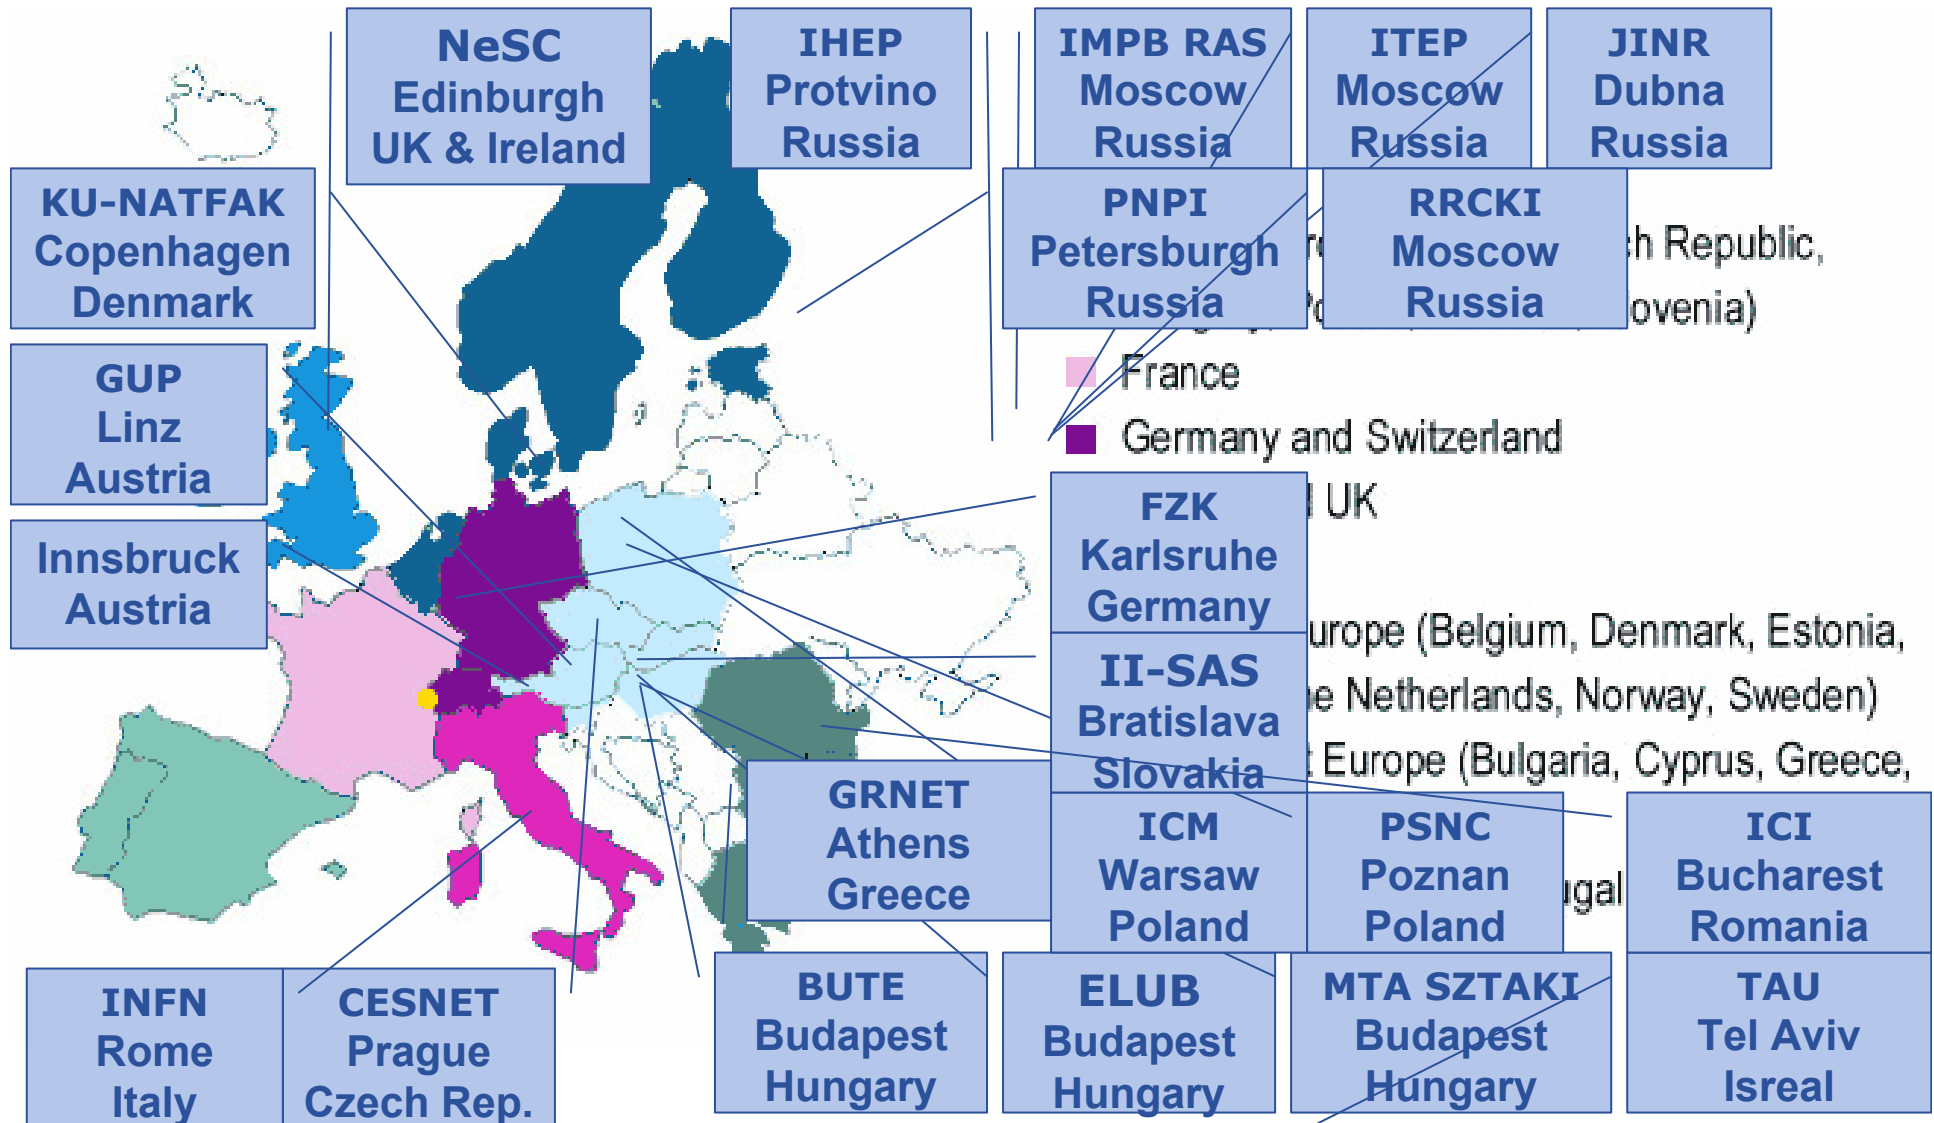 NeSC
Edinburgh
UK & Ireland
IHEP
Protvino
Russia
IMPB RAS
Moscow
Russia
ITEP
Moscow
Russia
JINR
Dubna
Russia
KU-NATFAK
Copenhagen
Denmark
PNPI
Petersburgh
Russia
RRCKI
Moscow
Russia
Republic,
France
Germany and Switzerland
UK
GUP
Linz
Austria
Innsbruck
Austria
FZK
Karlsruhe
Germany
(Belgium, Denmark, Estonia,
Netherlands, Norway, Sweden)
Europe (Bulgaria, Cyprus, Greece,
II-SAS
Bratislava
Slovakia
GRNET
Athens
Greece
ICM
Warsaw
Poland
PSNC
Poznan
Poland
ICI
Bucharest
Romania
INFN
Rome
Italy
CESNET
Prague
Czech Rep.
BUTE
Budapest
Hungary
ELUB
Budapest
Hungary
MTA SZTAKI
Budapest
Hungary
TAU
Tel Aviv
Isreal